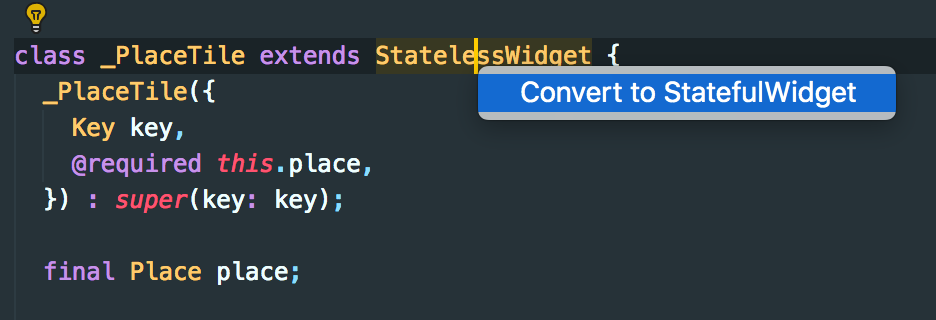 class _PlaceTile extends StatelessWidget {
_PlaceTile({
Convert to StatefulWidget
Key key,
@required this.place,
}) : super(key: key);
final Place place;